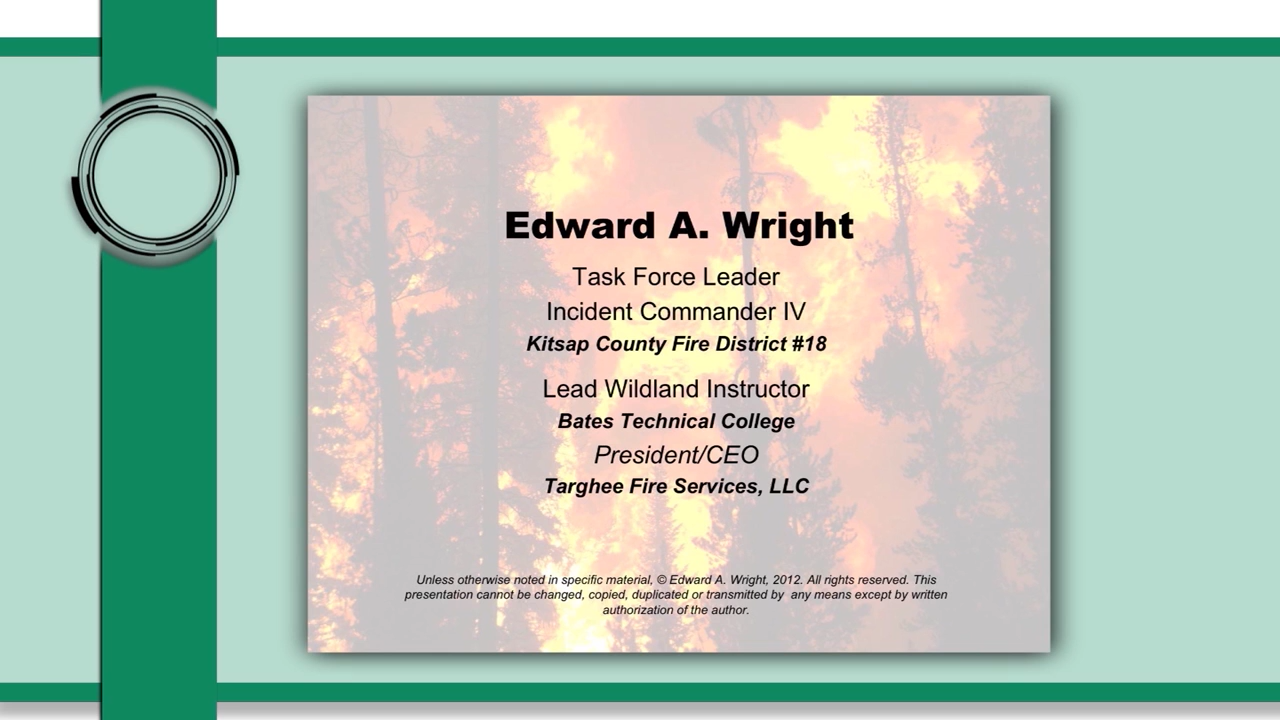 Edward A. Wright
Task Force Leader
Incident Commander IV
Kitsap County Fire District #18
Lead Wildland Instructor
Bates Technical College
President/CEO
Targhee Fire Services, LLC
Unless otherwise noted in specific material, © Edward A. Wright, 2012. All rights reserved. This
presentation cannot be changed, copied, duplicated or transmitted by  any means except by written
authorization of the author.